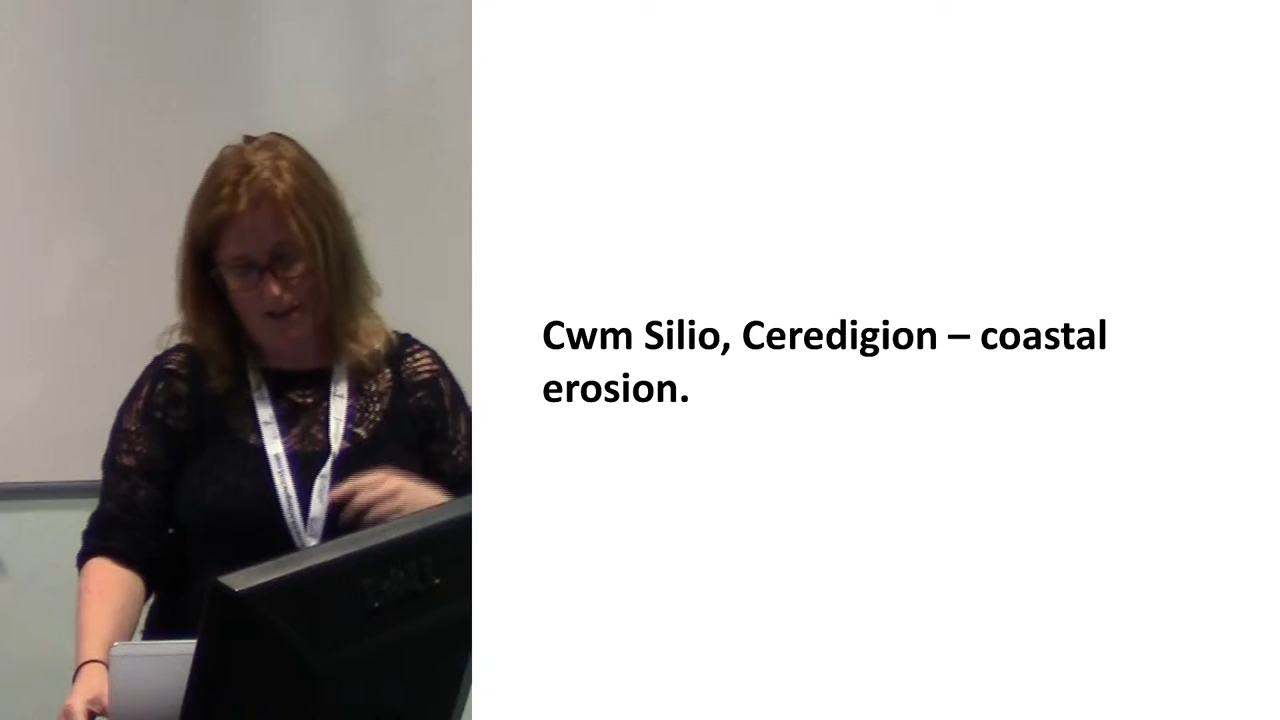 Cwm Silio, Ceredigion – coastal
erosion.